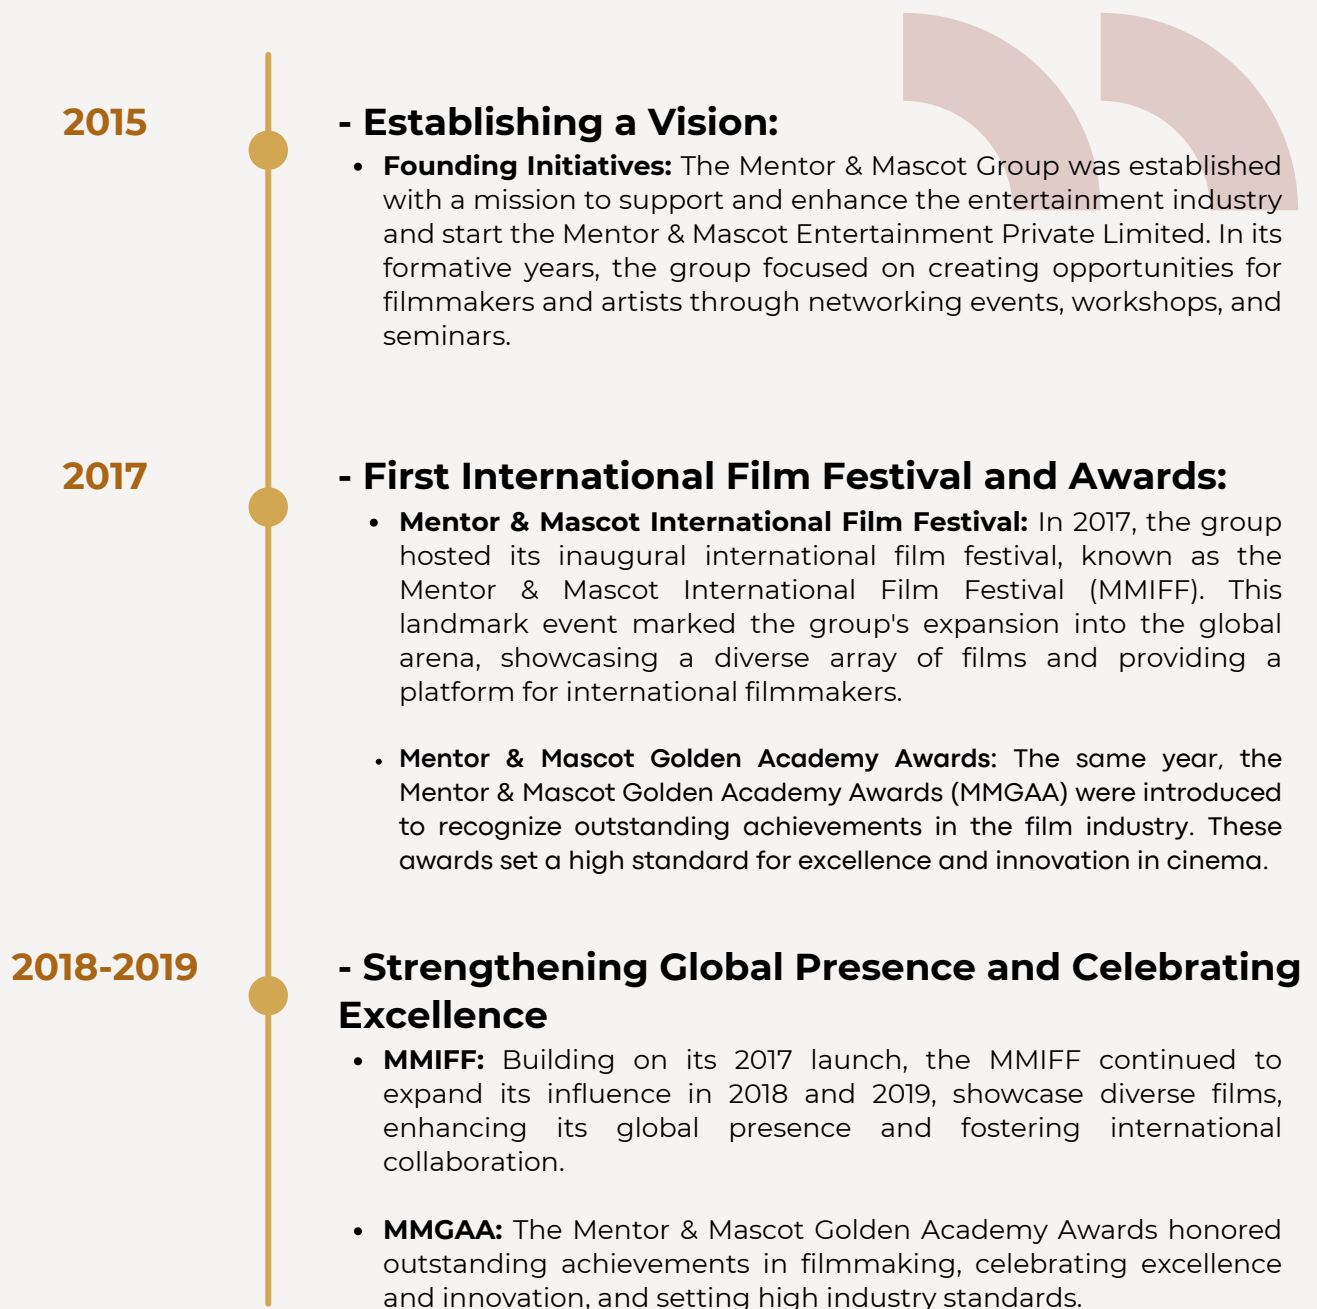 2015
- Establishing a Vision:
• Founding Initiatives: The Mentor & Mascot Group was established
with a mission to support and enhance the entertainment industry
and start the Mentor & Mascot Entertainment Private Limited. In its
formative years, the group focused on creating opportunities for
filmmakers and artists through networking events, workshops, and
seminars.
2017
- First International Film Festival and Awards:
• Mentor & Mascot International Film Festival: In 2017, the group
hosted its inaugural international film festival, known as the
Mentor & Mascot International Film Festival (MMIFF). This
landmark event marked the group's expansion into the global
arena, showcasing a diverse array of films and providing a
platform for international filmmakers.
• Mentor & Mascot Golden Academy Awards: The same year, the
Mentor & Mascot Golden Academy Awards (MMGAA) were introduced
to recognize outstanding achievements in the film industry. These
awards set a high standard for excellence and innovation in cinema.
2018-2019
- Strengthening Global Presence and Celebrating
Excellence
• MMIFF: Building on its 2017 launch, the MMIFF continued to
expand its influence in 2018 and 2019, showcase diverse films,
enhancing its global presence and fostering international
collaboration.
• MMGAA: The Mentor & Mascot Golden Academy Awards honored
outstanding achievements in filmmaking, celebrating excellence
and innovation, and setting high industry standards.